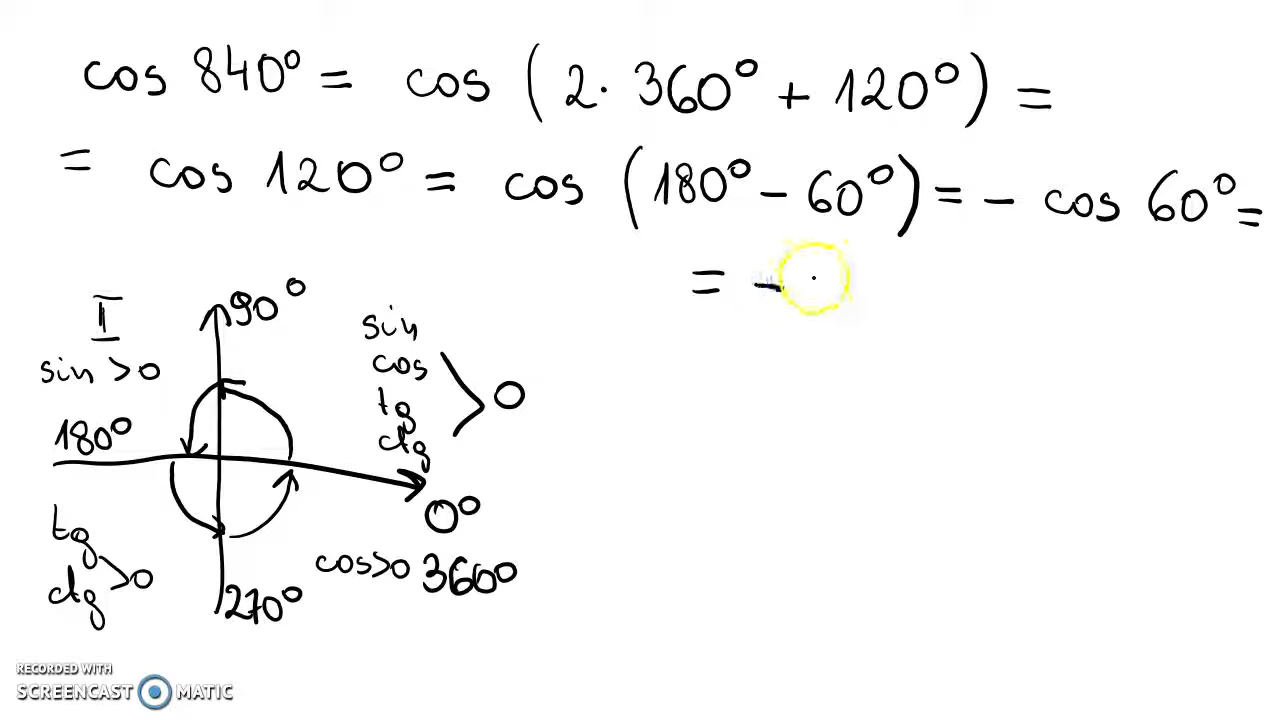 cos 840° = cos (2· 360° + 120°) =
= cos 120° = cos (180° - 60°) = - cos 60° =
= -
I
90°
sin >0
180°
sin
cos
tg
ctg
> 0
0°
cos>0
360°
tg
ctg
>0
270°
RECORDED WITH
SCREENCAST MATIC